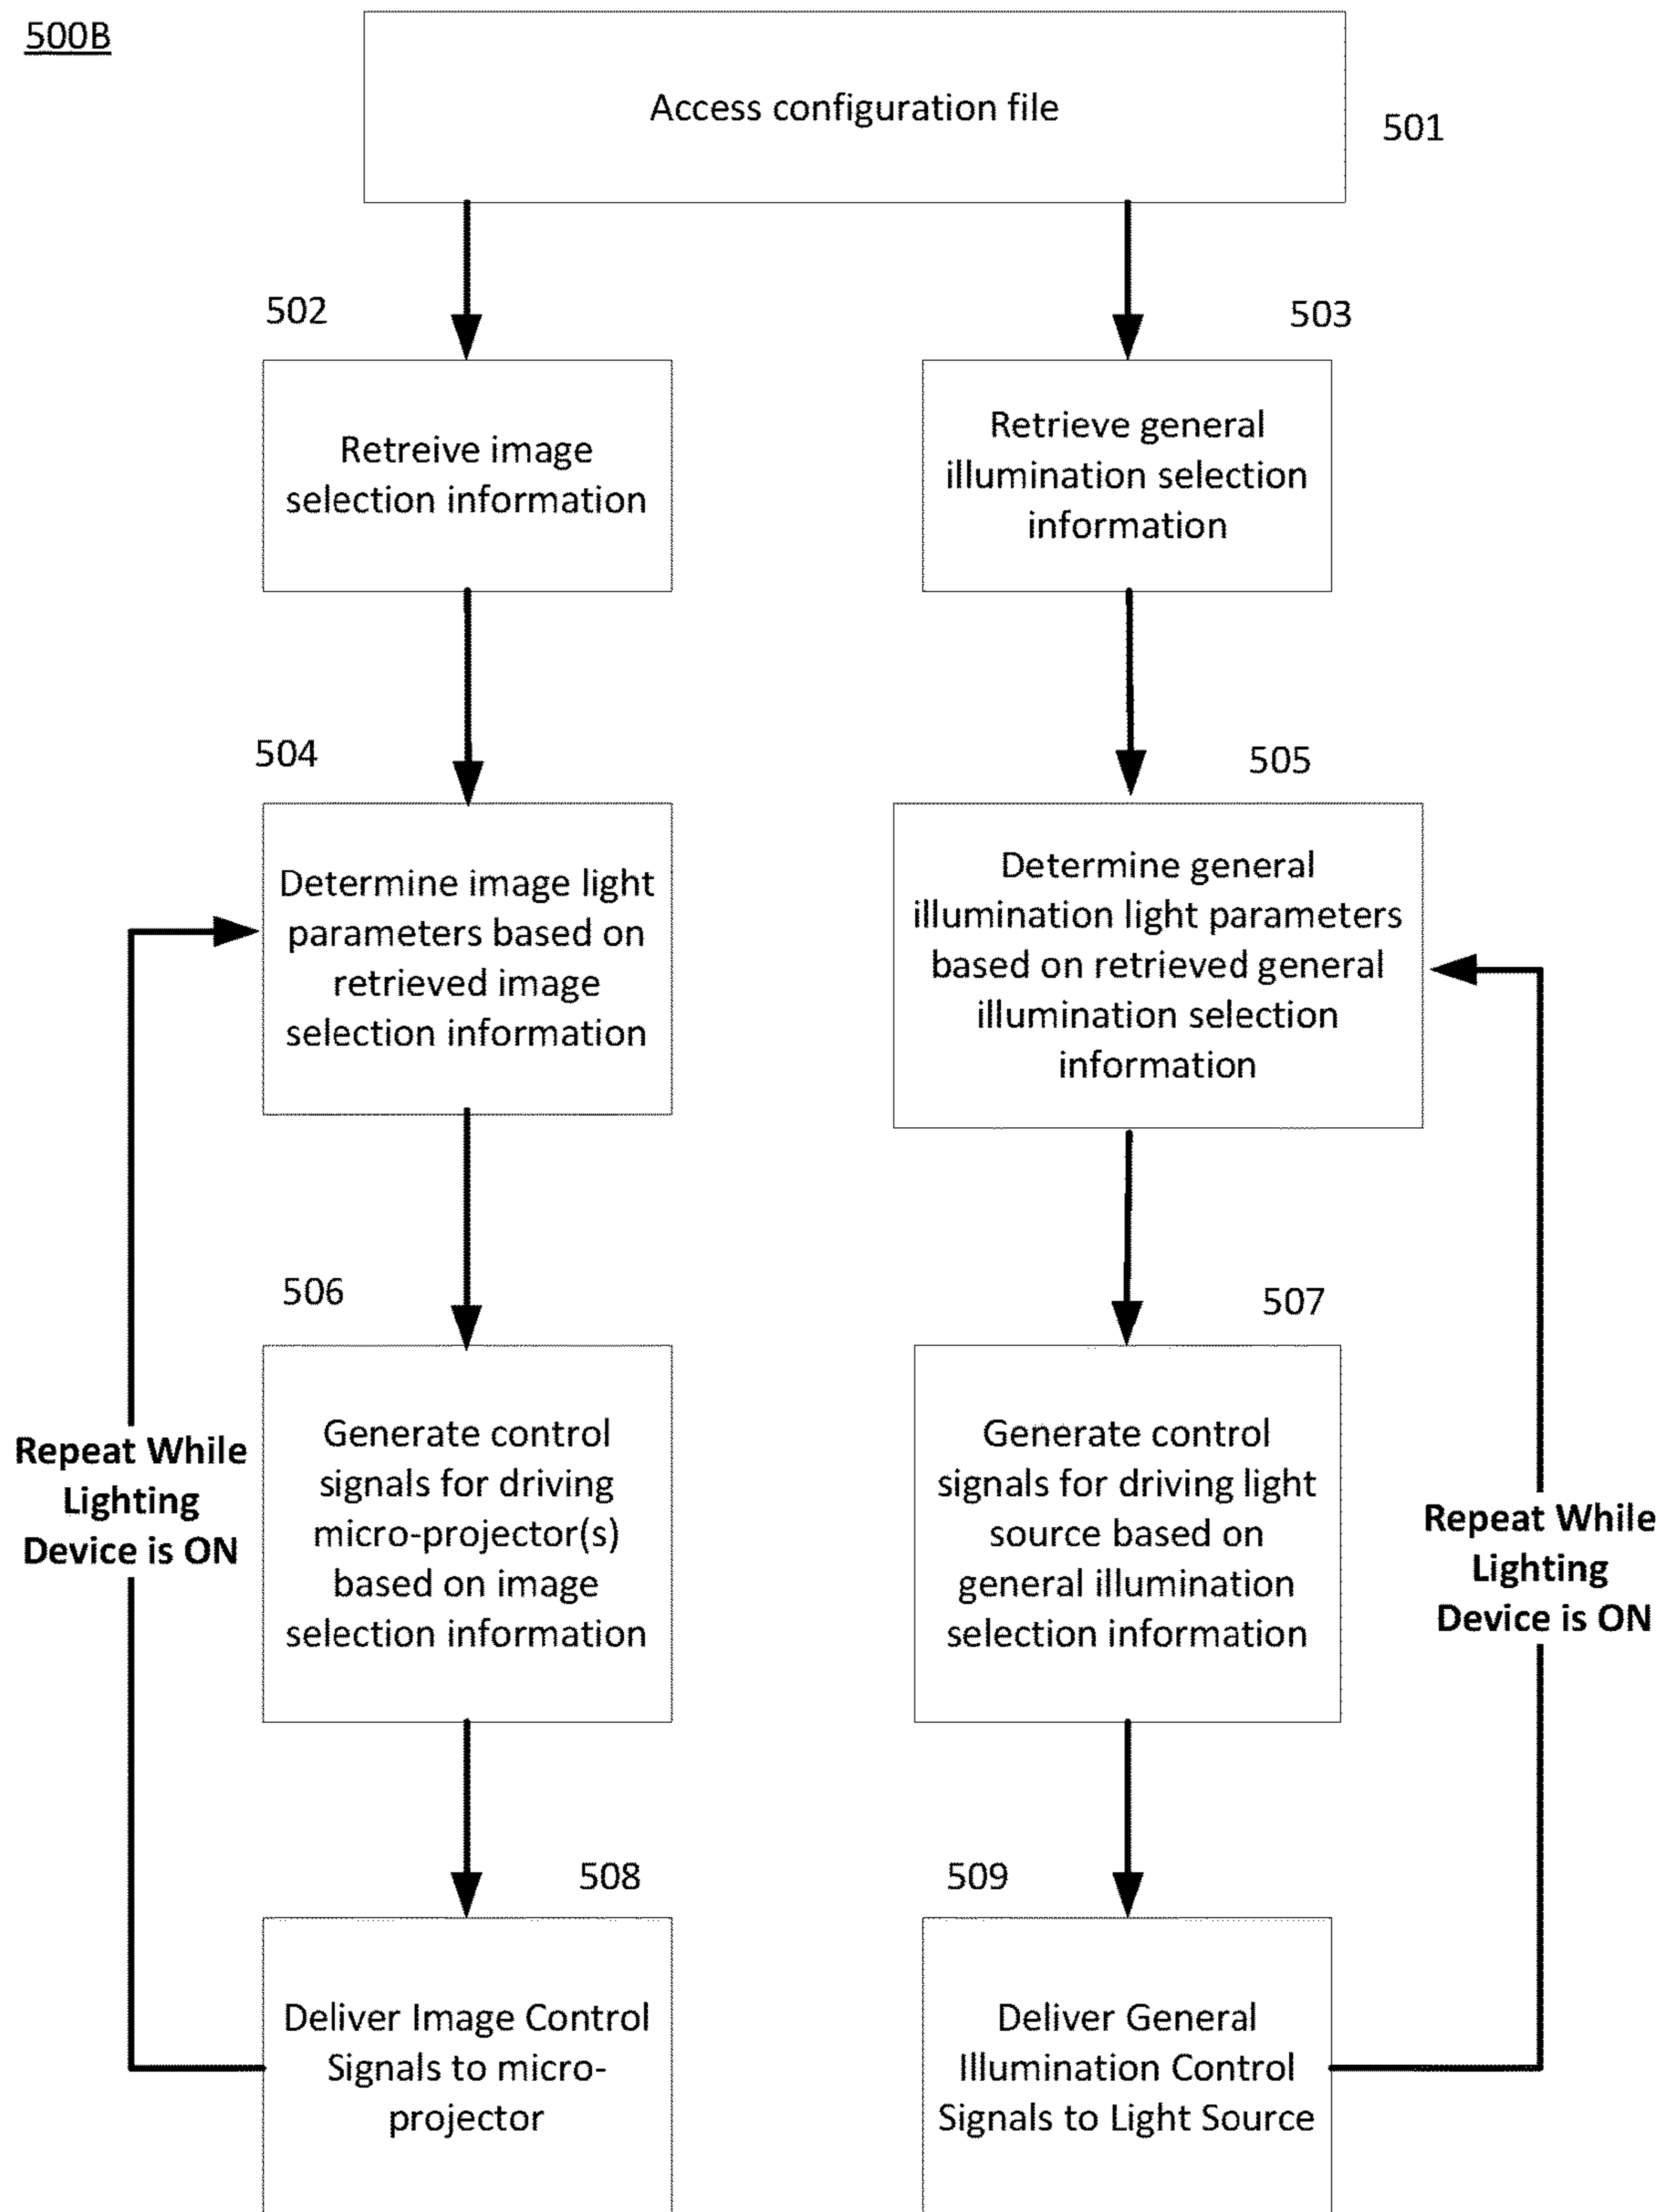 500B
Access configuration file
501
502
503
Retreive image
selection information
Retrieve general
illumination selection
information
504
505
Determine image light
parameters based on
retrieved image
selection information
Determine general
illumination light parameters
based on retrieved general
illumination selection
information
506
507
Generate control
signals for driving
micro-projector(s)
based on image
selection information
Generate control
signals for driving light
source based on
general illumination
selection information
Repeat While
Lighting
Device is ON
Repeat While
Lighting
Device is ON
508
509
Deliver Image Control
Signals to micro-
projector
Deliver General
Illumination Control
Signals to Light Source